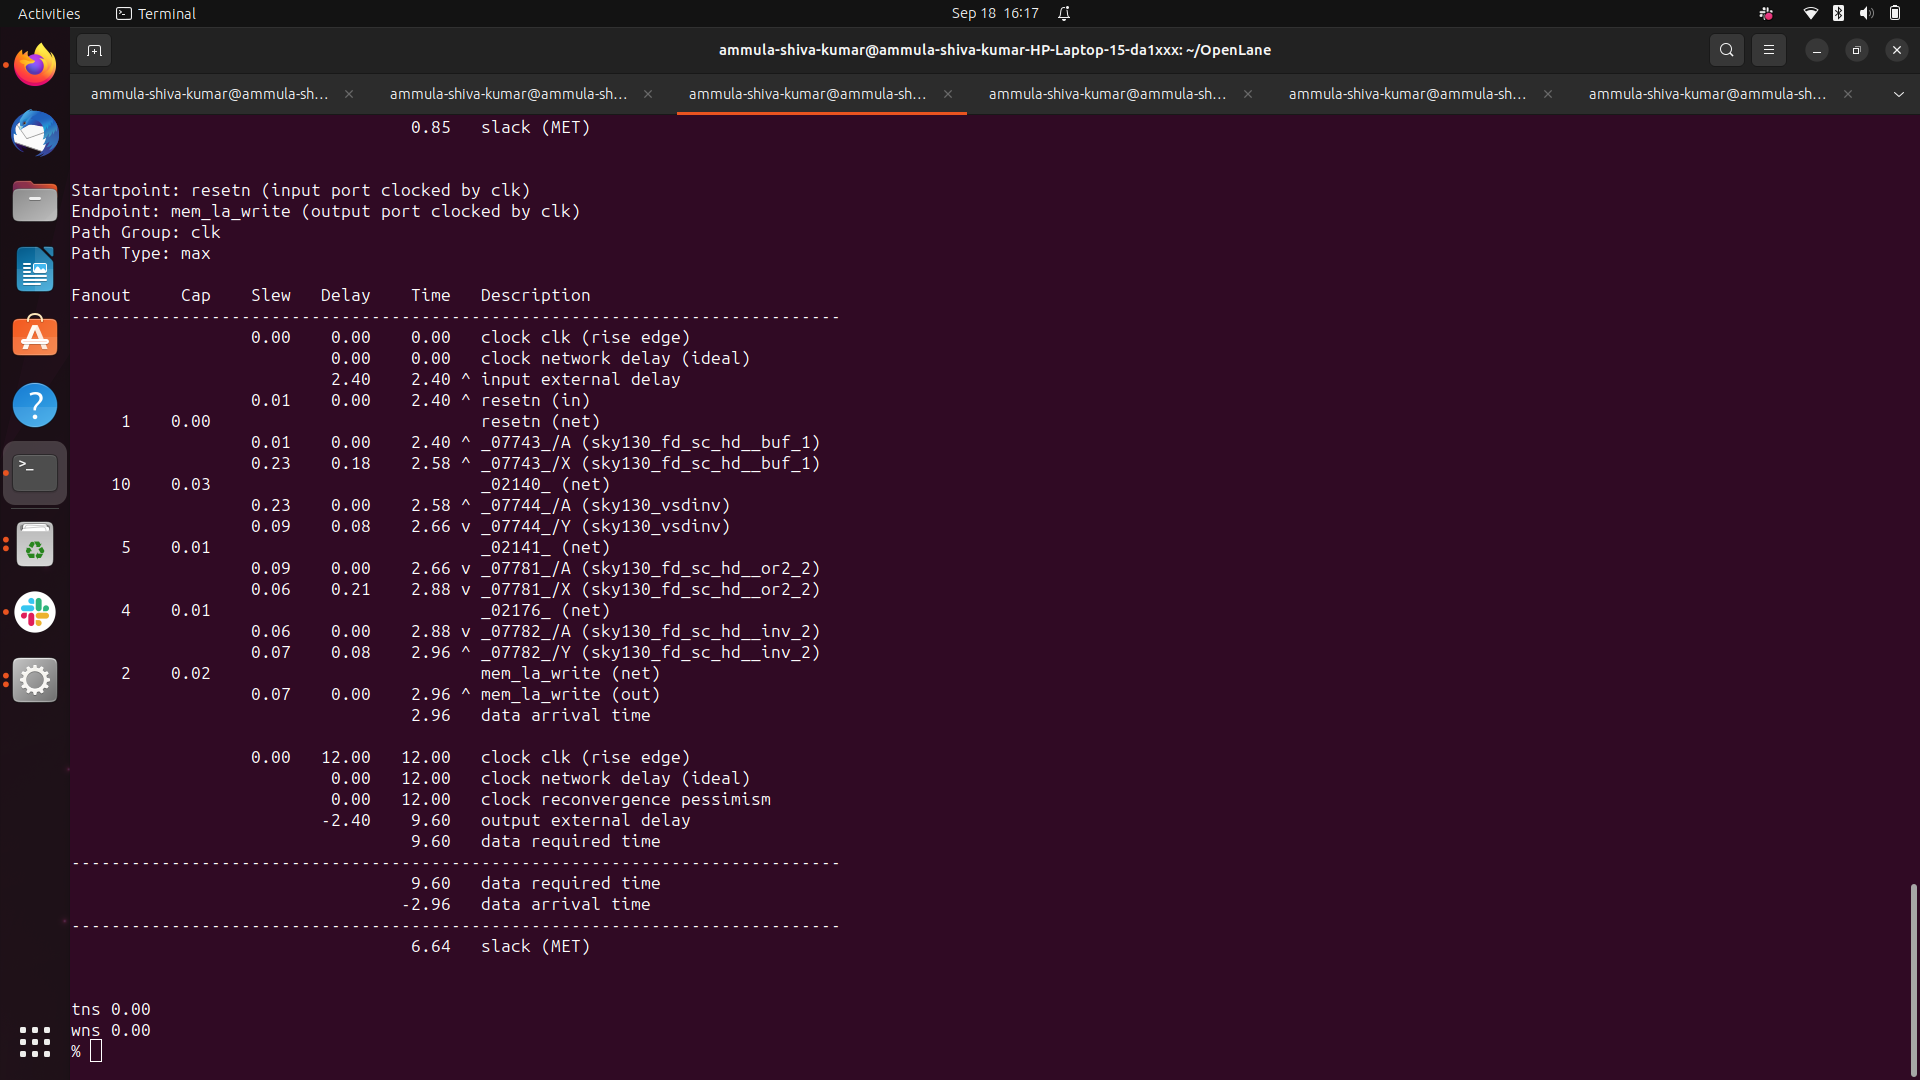 Activities
Terminal
Sep 18 16:17
ammula-shiva-kumar@ammula-shiva-kumar-HP-Laptop-15-da1xxx: ~/OpenLane
ammula-shiva-kumar@ammula-sh... × ammula-shiva-kumar@ammula-sh... × ammula-shiva-kumar@ammula-sh... × ammula-shiva-kumar@ammula-sh... × ammula-shiva-kumar@ammula-sh... × ammula-shiva-kumar@ammula-sh... ×
0.85 slack (MET)
Startpoint: resetn (input port clocked by clk)
Endpoint: mem_la_write (output port clocked by clk)
Path Group: clk
Path Type: max
Fanout Cap Slew Delay Time Description
-----------------------------------------------------------------------------
0.00 0.00 0.00 clock clk (rise edge)
0.00 0.00 clock network delay (ideal)
2.40 2.40 ^ input external delay
0.01 0.00 2.40 ^ resetn (in)
1 0.00 resetn (net)
0.01 0.00 2.40 ^ _07743_/A (sky130_fd_sc_hd__buf_1)
0.23 0.18 2.58 ^ _07743_/X (sky130_fd_sc_hd__buf_1)
10 0.03 _02140_ (net)
0.23 0.00 2.58 ^ _07744_/A (sky130_vsdinv)
0.09 0.08 2.66 v _07744_/Y (sky130_vsdinv)
5 0.01 _02141_ (net)
0.09 0.00 2.66 v _07781_/A (sky130_fd_sc_hd__or2_2)
0.06 0.21 2.88 v _07781_/X (sky130_fd_sc_hd__or2_2)
4 0.01 _02176_ (net)
0.06 0.00 2.88 v _07782_/A (sky130_fd_sc_hd__inv_2)
0.07 0.08 2.96 ^ _07782_/Y (sky130_fd_sc_hd__inv_2)
2 0.02 mem_la_write (net)
0.07 0.00 2.96 ^ mem_la_write (out)
2.96 data arrival time
0.00 12.00 12.00 clock clk (rise edge)
0.00 12.00 clock network delay (ideal)
0.00 12.00 clock reconvergence pessimism
-2.40 9.60 output external delay
9.60 data required time
-----------------------------------------------------------------------------
9.60 data required time
-2.96 data arrival time
-----------------------------------------------------------------------------
6.64 slack (MET)
tns 0.00
wns 0.00
%